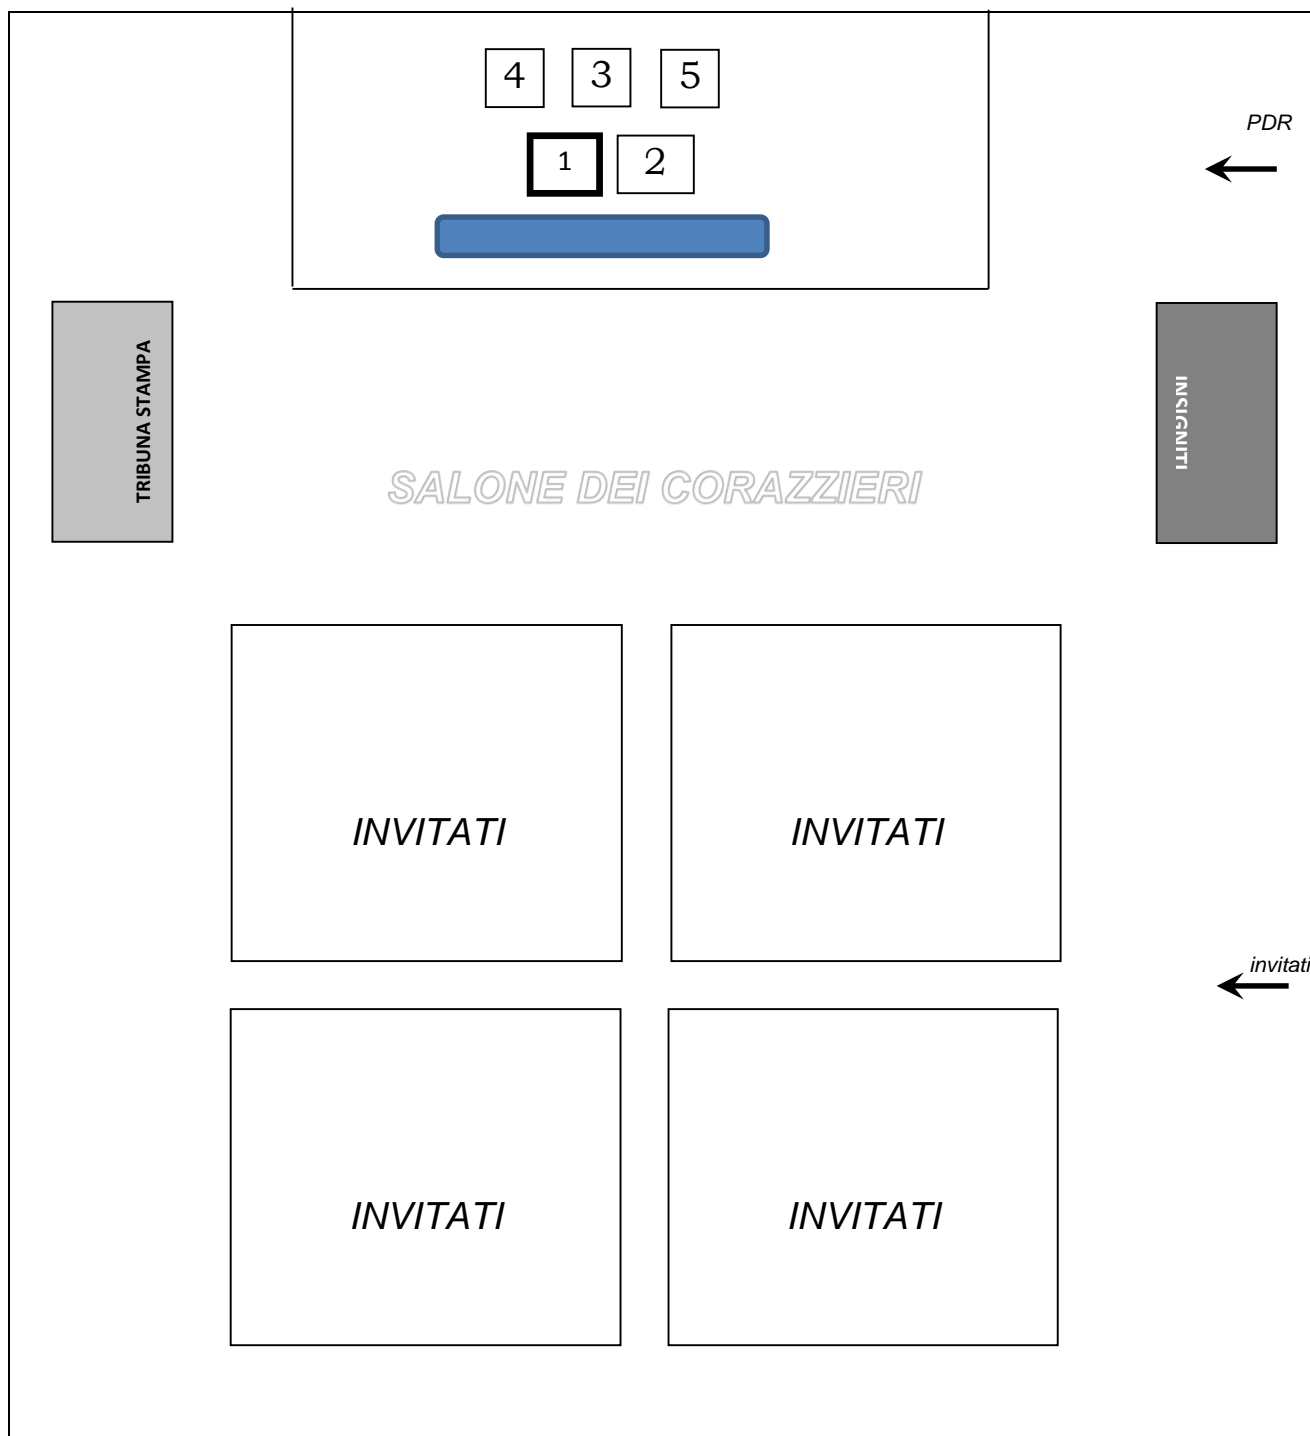 4 3 5
PDR
1 2
TRIBUNA STAMPA
INSIGNITI
SALONE DEI CORAZZIERI
INVITATI INVITATI
invitati
INVITATI INVITATI